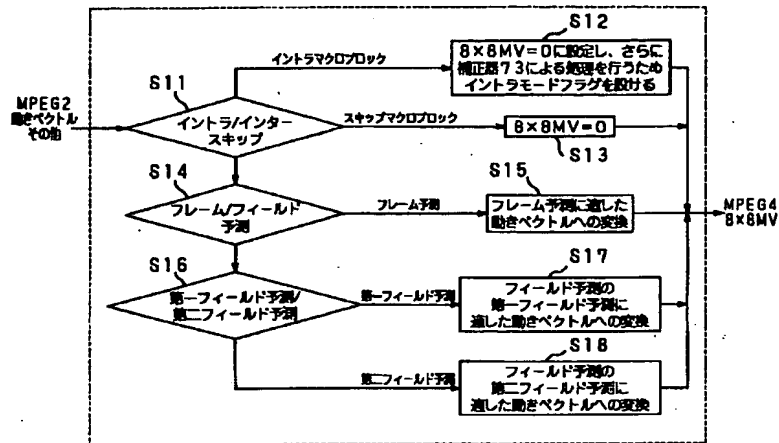 S12
8×8MV=0に設定し、さらに
補正器73による処理を行うため
イントラモードフラグを設ける
イントラマクロブロック
S11
MPEG2
動きベクトル
その他
イントラ/インター
スキップ
スキップマクロブロック
8×8MV=0
S13
S14
フレーム/フィールド
予測
フレーム予測
S15
フレーム予測に適した
動きベクトルへの変換
MPEG4
8×8MV
S16
第一フィールド予測/
第二フィールド予測
第一フィールド予測
S17
フィールド予測の
第一フィールド予測に
適した動きベクトルへの変換
S18
第二フィールド予測
フィールド予測の
第二フィールド予測に
適した動きベクトルへの変換